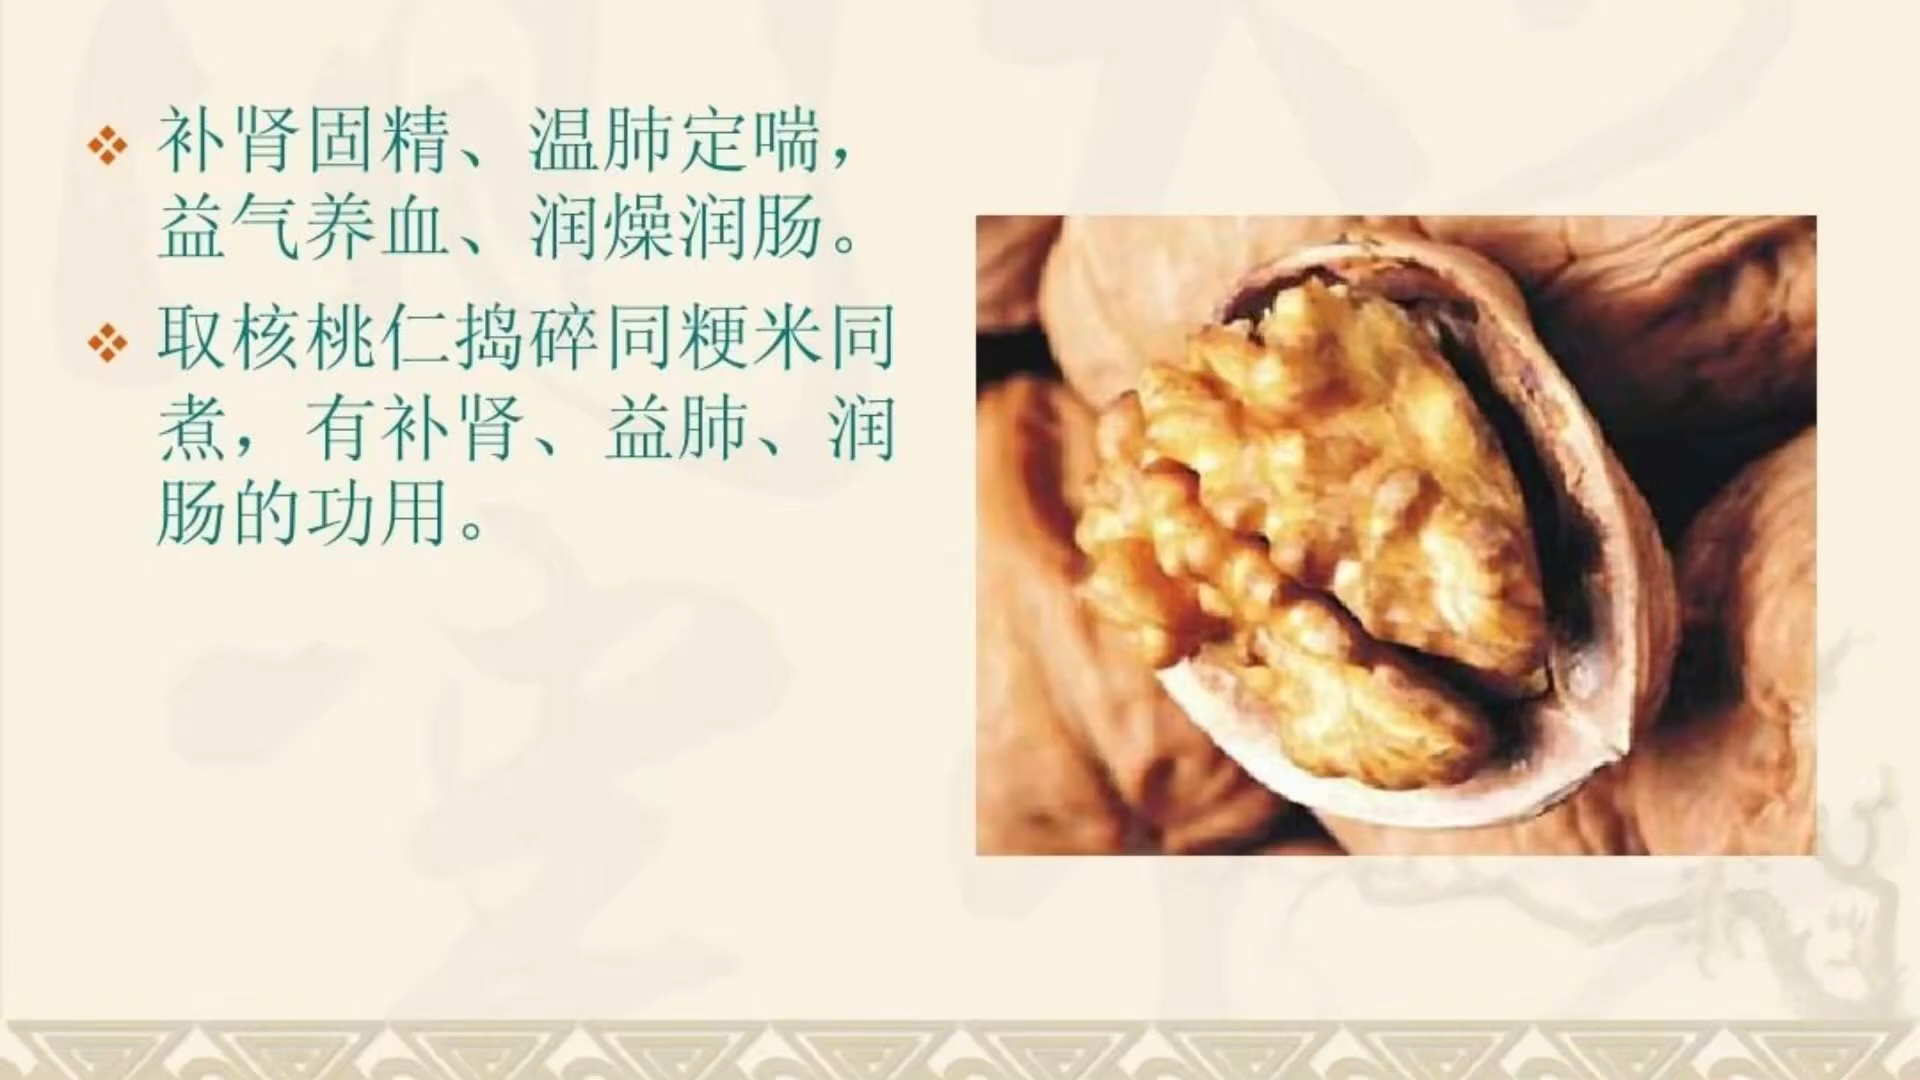 补肾固精、温肺定喘，
益气养血、润燥润肠。
取核桃仁捣碎同粳米同
煮，有补肾、益肺、润
肠的功用。